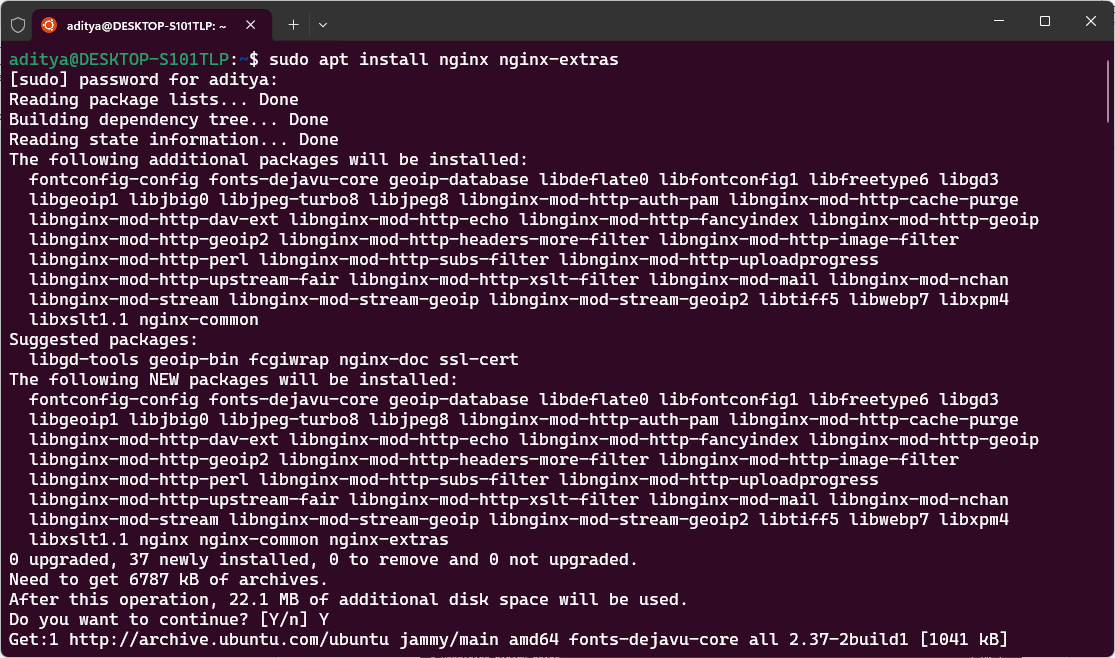 aditya@DESKTOP-S101TLP: ~
aditya@DESKTOP-S101TLP:~$ sudo apt install nginx nginx-extras
[sudo] password for aditya:
Reading package lists... Done
Building dependency tree... Done
Reading state information... Done
The following additional packages will be installed:
  fontconfig-config fonts-dejavu-core geoip-database libdeflate0 libfontconfig1 libfreetype6 libgd3
  libgeoip1 libjbig0 libjpeg-turbo8 libjpeg8 libnginx-mod-http-auth-pam libnginx-mod-http-cache-purge
  libnginx-mod-http-dav-ext libnginx-mod-http-echo libnginx-mod-http-fancyindex libnginx-mod-http-geoip
  libnginx-mod-http-geoip2 libnginx-mod-http-headers-more-filter libnginx-mod-http-image-filter
  libnginx-mod-http-perl libnginx-mod-http-subs-filter libnginx-mod-http-uploadprogress
  libnginx-mod-http-upstream-fair libnginx-mod-http-xslt-filter libnginx-mod-mail libnginx-mod-nchan
  libnginx-mod-stream libnginx-mod-stream-geoip libnginx-mod-stream-geoip2 libtiff5 libwebp7 libxpm4
  libxslt1.1 nginx-common
Suggested packages:
  libgd-tools geoip-bin fcgiwrap nginx-doc ssl-cert
The following NEW packages will be installed:
  fontconfig-config fonts-dejavu-core geoip-database libdeflate0 libfontconfig1 libfreetype6 libgd3
  libgeoip1 libjbig0 libjpeg-turbo8 libjpeg8 libnginx-mod-http-auth-pam libnginx-mod-http-cache-purge
  libnginx-mod-http-dav-ext libnginx-mod-http-echo libnginx-mod-http-fancyindex libnginx-mod-http-geoip
  libnginx-mod-http-geoip2 libnginx-mod-http-headers-more-filter libnginx-mod-http-image-filter
  libnginx-mod-http-perl libnginx-mod-http-subs-filter libnginx-mod-http-uploadprogress
  libnginx-mod-http-upstream-fair libnginx-mod-http-xslt-filter libnginx-mod-mail libnginx-mod-nchan
  libnginx-mod-stream libnginx-mod-stream-geoip libnginx-mod-stream-geoip2 libtiff5 libwebp7 libxpm4
  libxslt1.1 nginx nginx-common nginx-extras
0 upgraded, 37 newly installed, 0 to remove and 0 not upgraded.
Need to get 6787 kB of archives.
After this operation, 22.1 MB of additional disk space will be used.
Do you want to continue? [Y/n] Y
Get:1 http://archive.ubuntu.com/ubuntu jammy/main amd64 fonts-dejavu-core all 2.37-2build1 [1041 kB]